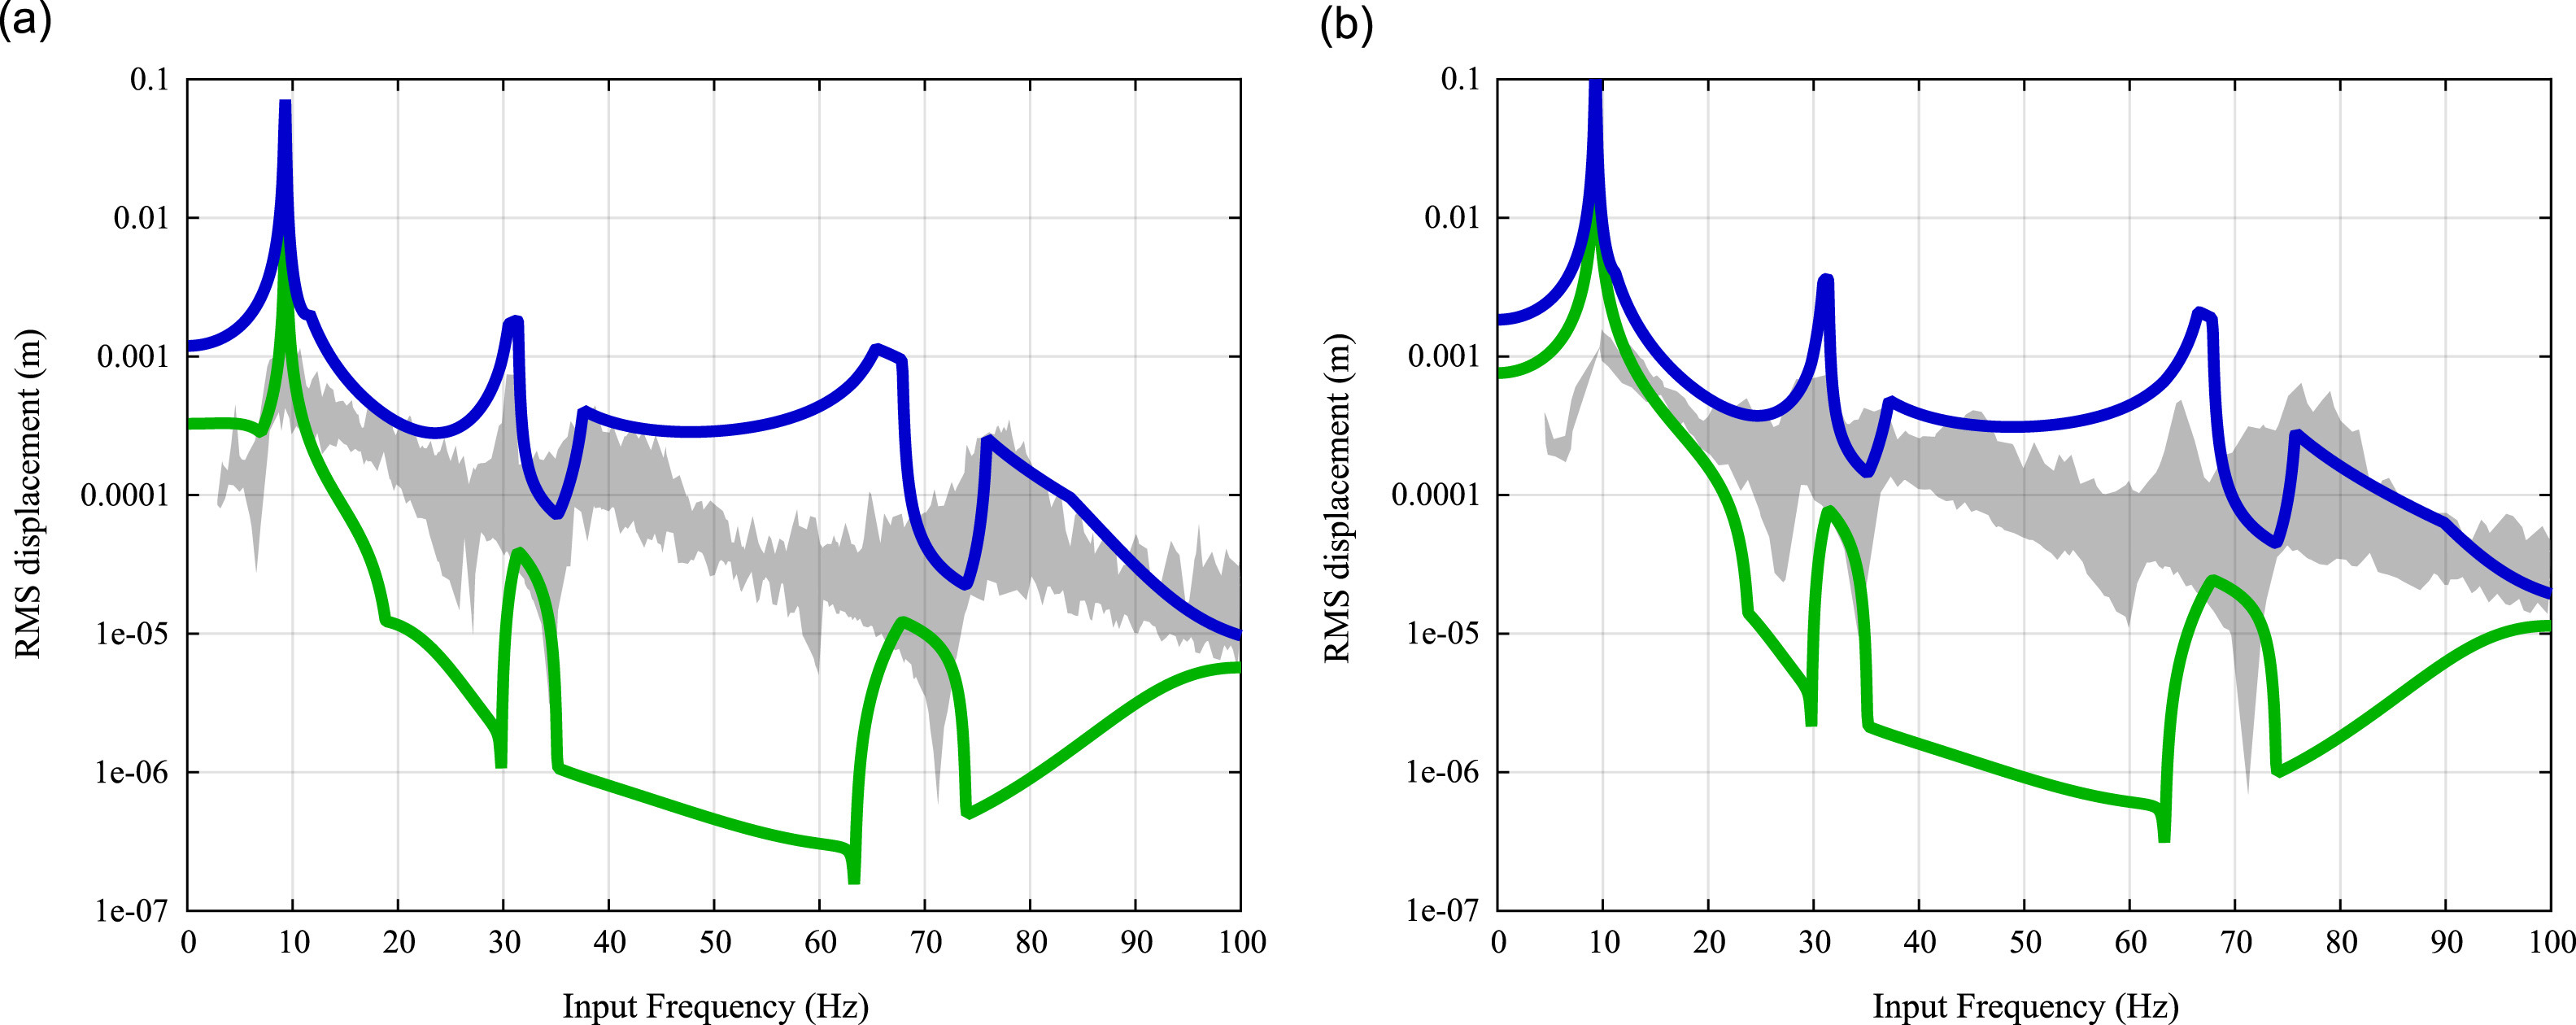 (a)
RMS displacement (m)
0.1
0.01
0.001
0.0001
1e-05
1e-06
1e-07
0 10 20 30 40 50 60 70 80 90 100
Input Frequency (Hz)
(b)
RMS displacement (m)
0.1
0.01
0.001
0.0001
1e-05
1e-06
1e-07
0 10 20 30 40 50 60 70 80 90 100
Input Frequency (Hz)